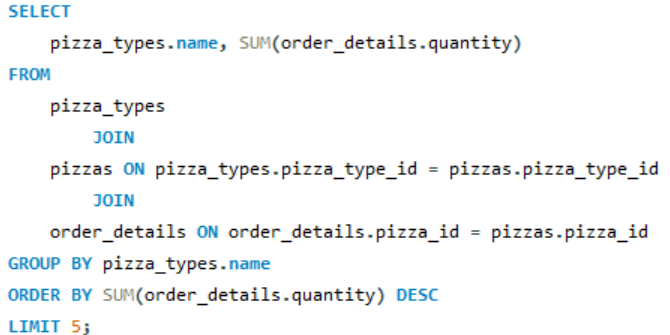 SELECT
pizza_types.name, SUM(order_details.quantity)
FROM
pizza_types
JOIN
pizzas ON pizza_types.pizza_type_id = pizzas.pizza_type_id
JOIN
order_details ON order_details.pizza_id = pizzas.pizza_id
GROUP BY pizza_types.name
ORDER BY SUM(order_details.quantity) DESC
LIMIT 5;